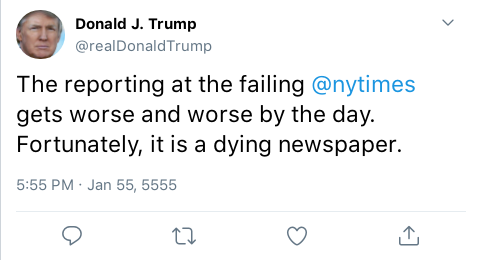 Donald J. Trump
@realDonaldTrump
The reporting at the failing @nytimes
gets worse and worse by the day.
Fortunately, it is a dying newspaper.
5:55 PM · Jan 55, 5555